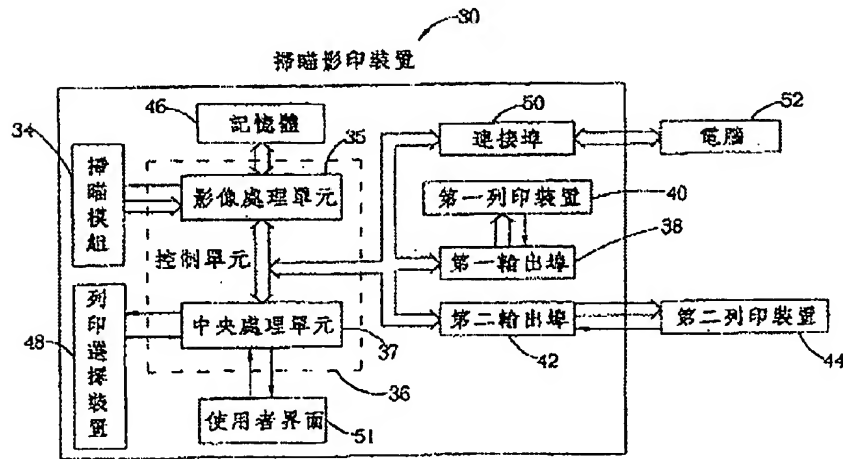 30
掃瞄影印裝置
46
記憶體
50
連接埠
52
電腦
34
掃瞄模組
35
影像處理單元
第一列印裝置
40
控制單元
第一輸出埠
38
列印選擇裝置
48
中央處理單元
37
第二輸出埠
42
第二列印裝置
44
36
使用者界面
51